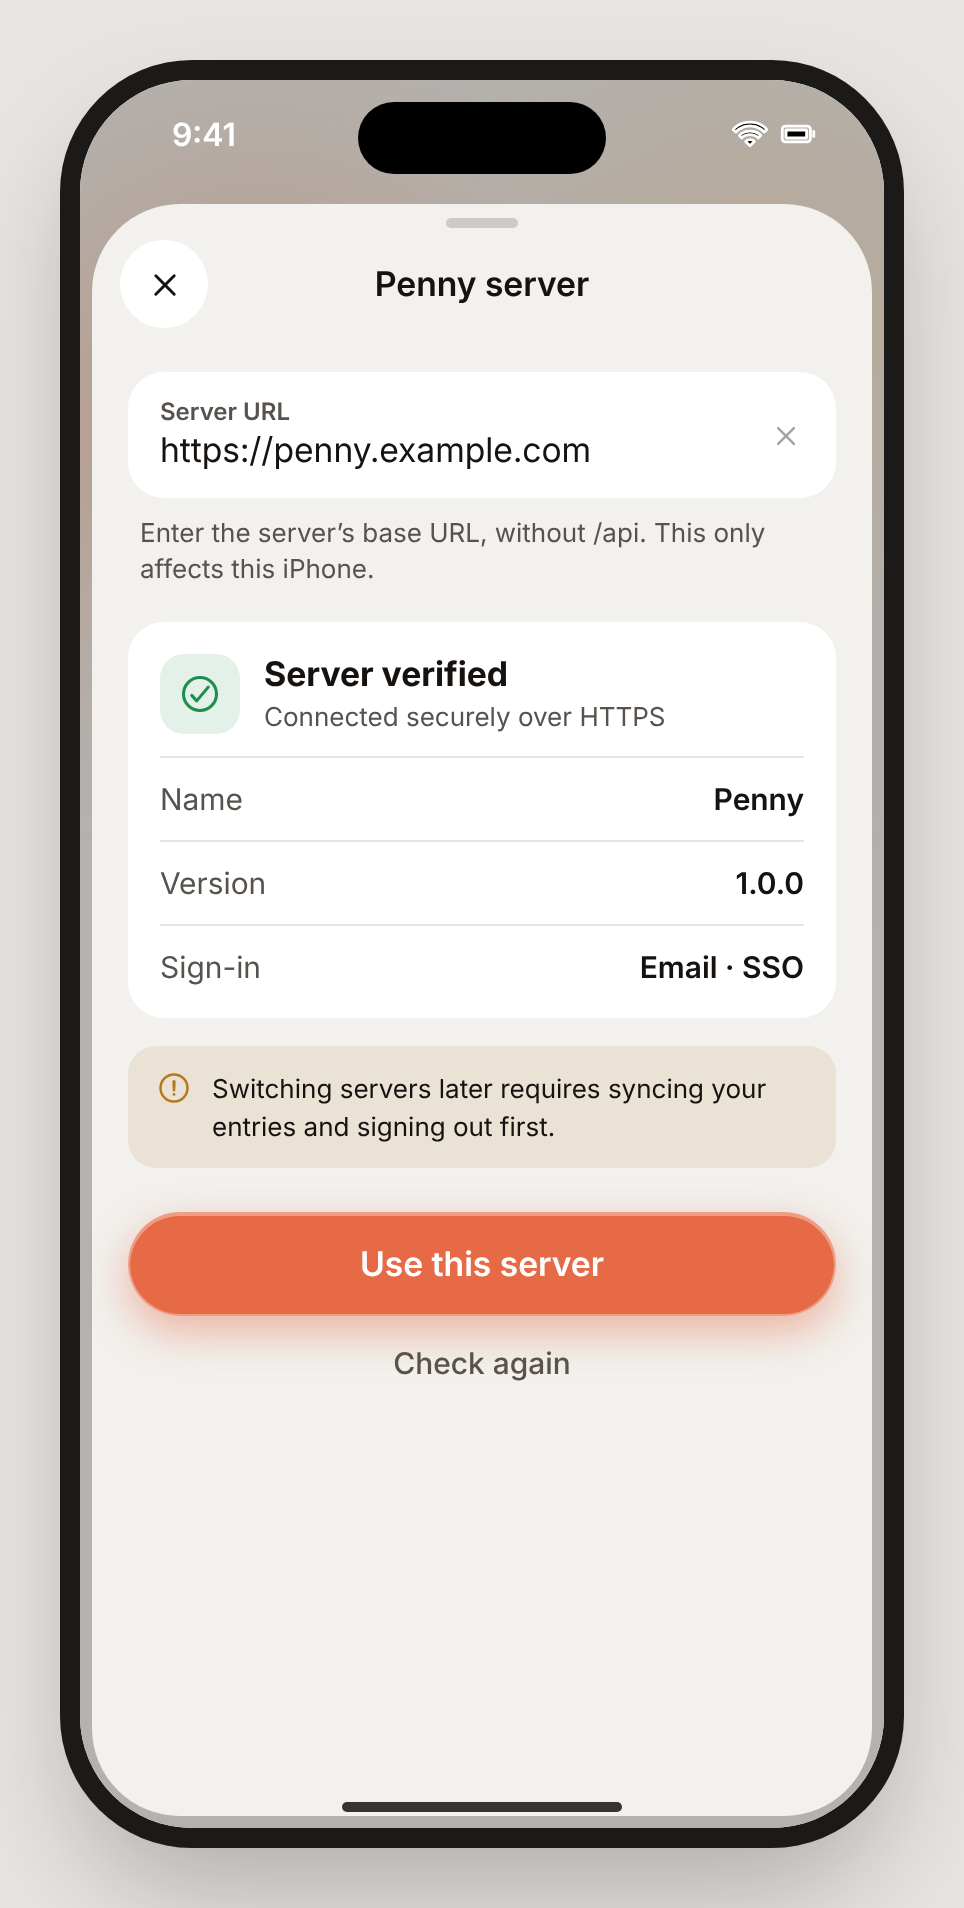 9:41
Penny server
Server URL
https://penny.example.com
Enter the server’s base URL, without /api. This only
affects this iPhone.
Server verified
Connected securely over HTTPS
Name Penny
Version 1.0.0
Sign-in Email · SSO
Switching servers later requires syncing your
entries and signing out first.
Use this server
Check again